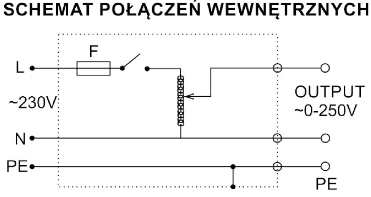 SCHEMAT POŁĄCZEŃ WEWNĘTRZNYCH
F
L
~230V
OUTPUT
~0-250V
N
PE
PE